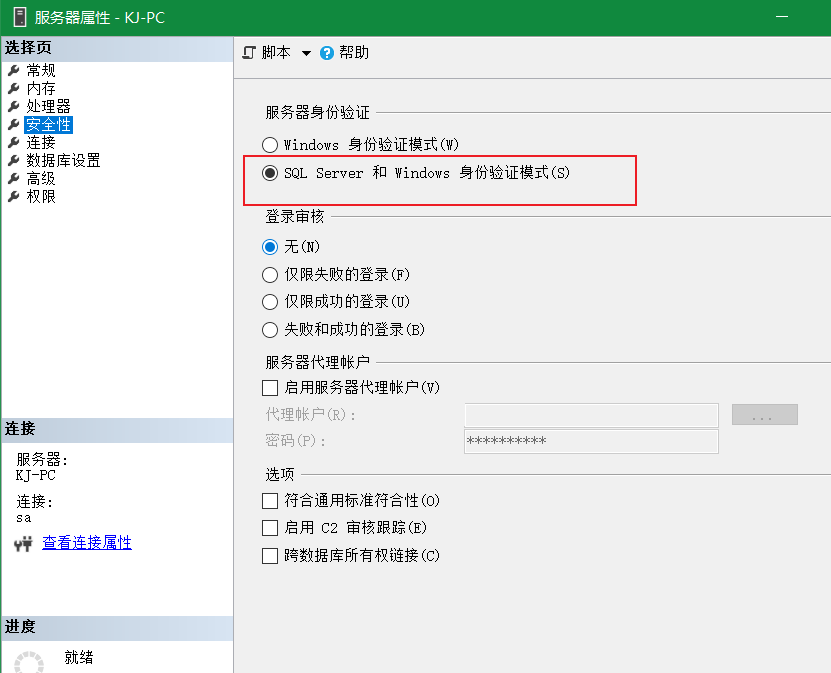 服务器属性 - KJ-PC
选择页
常规
内存
处理器
安全性
连接
数据库设置
高级
权限
脚本 帮助
服务器身份验证
Windows 身份验证模式(W)
SQL Server 和 Windows 身份验证模式(S)
登录审核
无(N)
仅限失败的登录(F)
仅限成功的登录(U)
失败和成功的登录(B)
服务器代理帐户
启用服务器代理帐户(V)
代理帐户(R):
...
密码(P):
**********
选项
符合通用标准符合性(O)
启用 C2 审核跟踪(E)
跨数据库所有权链接(C)
连接
服务器:
KJ-PC
连接:
sa
查看连接属性
进度
就绪